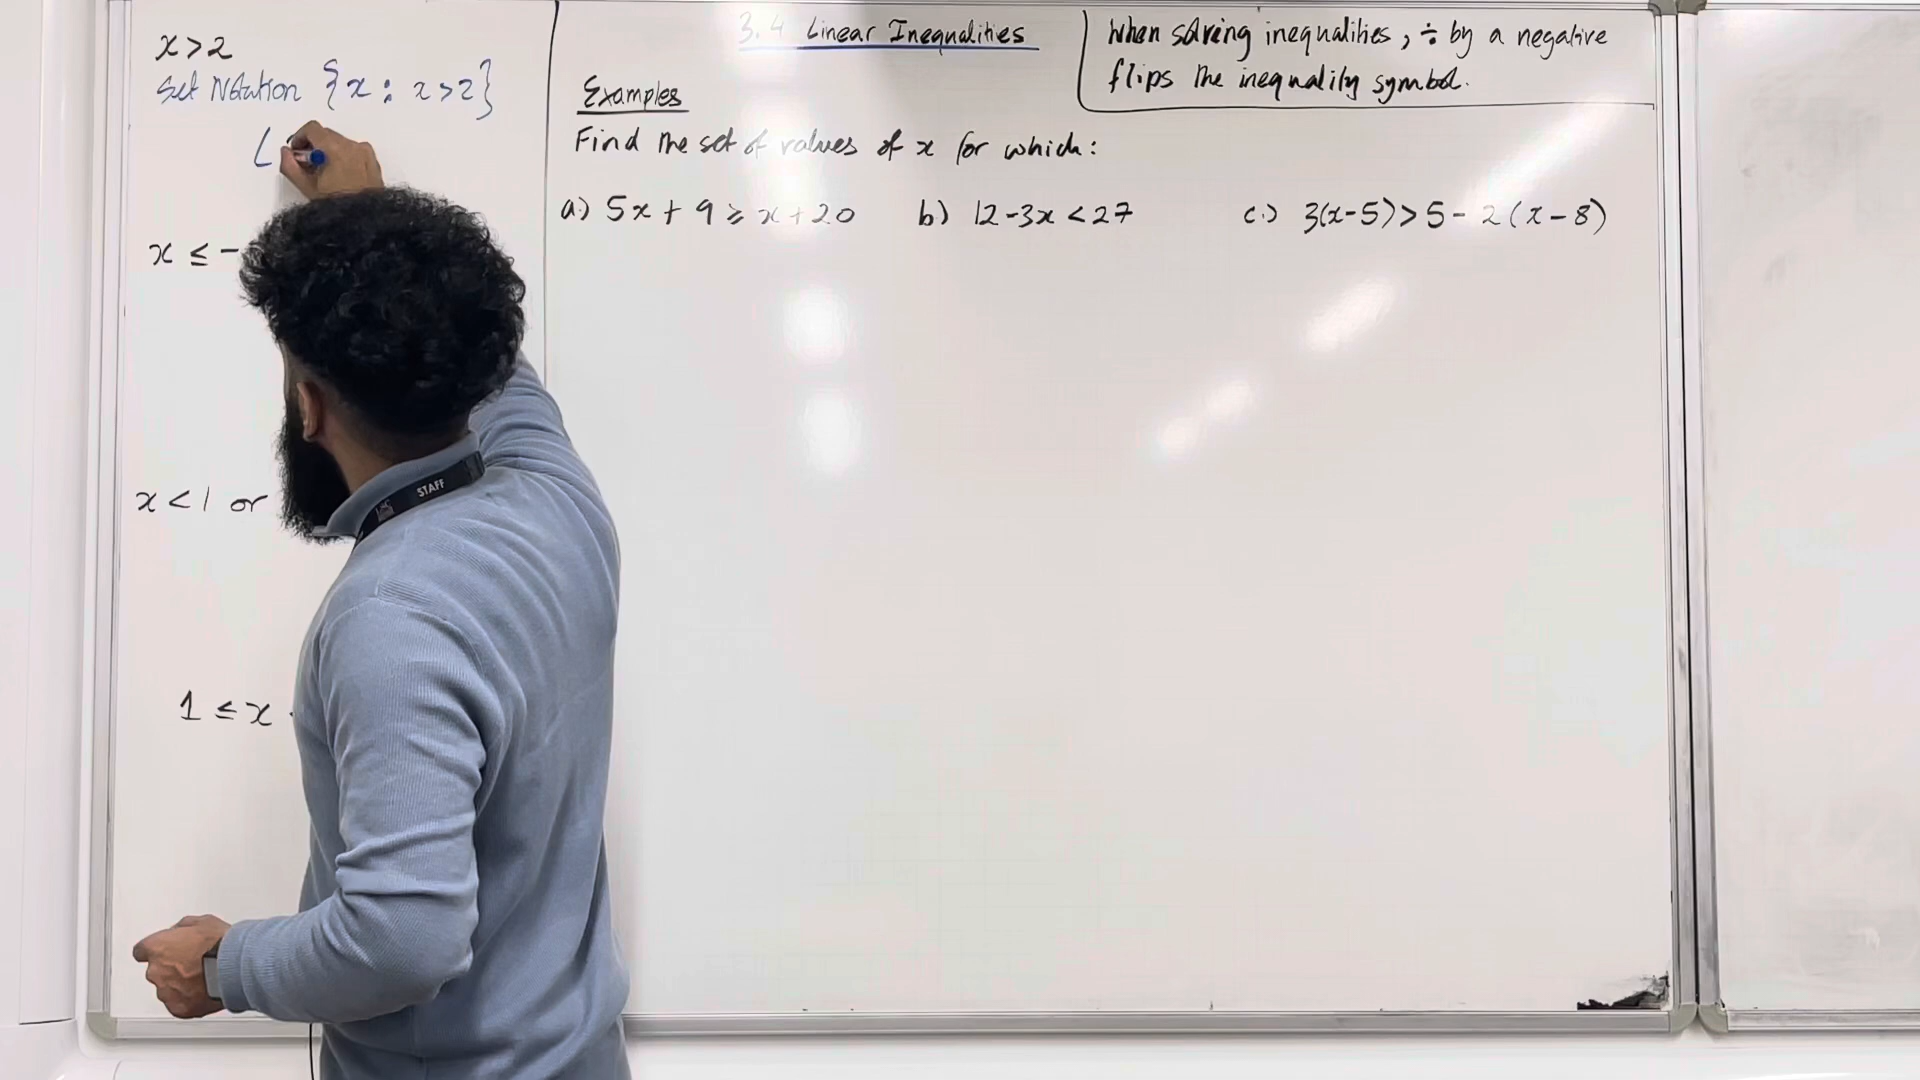 x>2
Set Notation {x: x>2}
(
x ≤ -
x<1 or
1 ≤ x
STAFF
3.4 Linear Inequalities
When solving inequalities, ÷ by a negative
flips the inequality symbol.
Examples
Find the set of values of x for which:
a.) 5x + 9 ≥ x + 20 b.) 12-3x < 27 c.) 3(x-5) > 5 - 2(x-8)